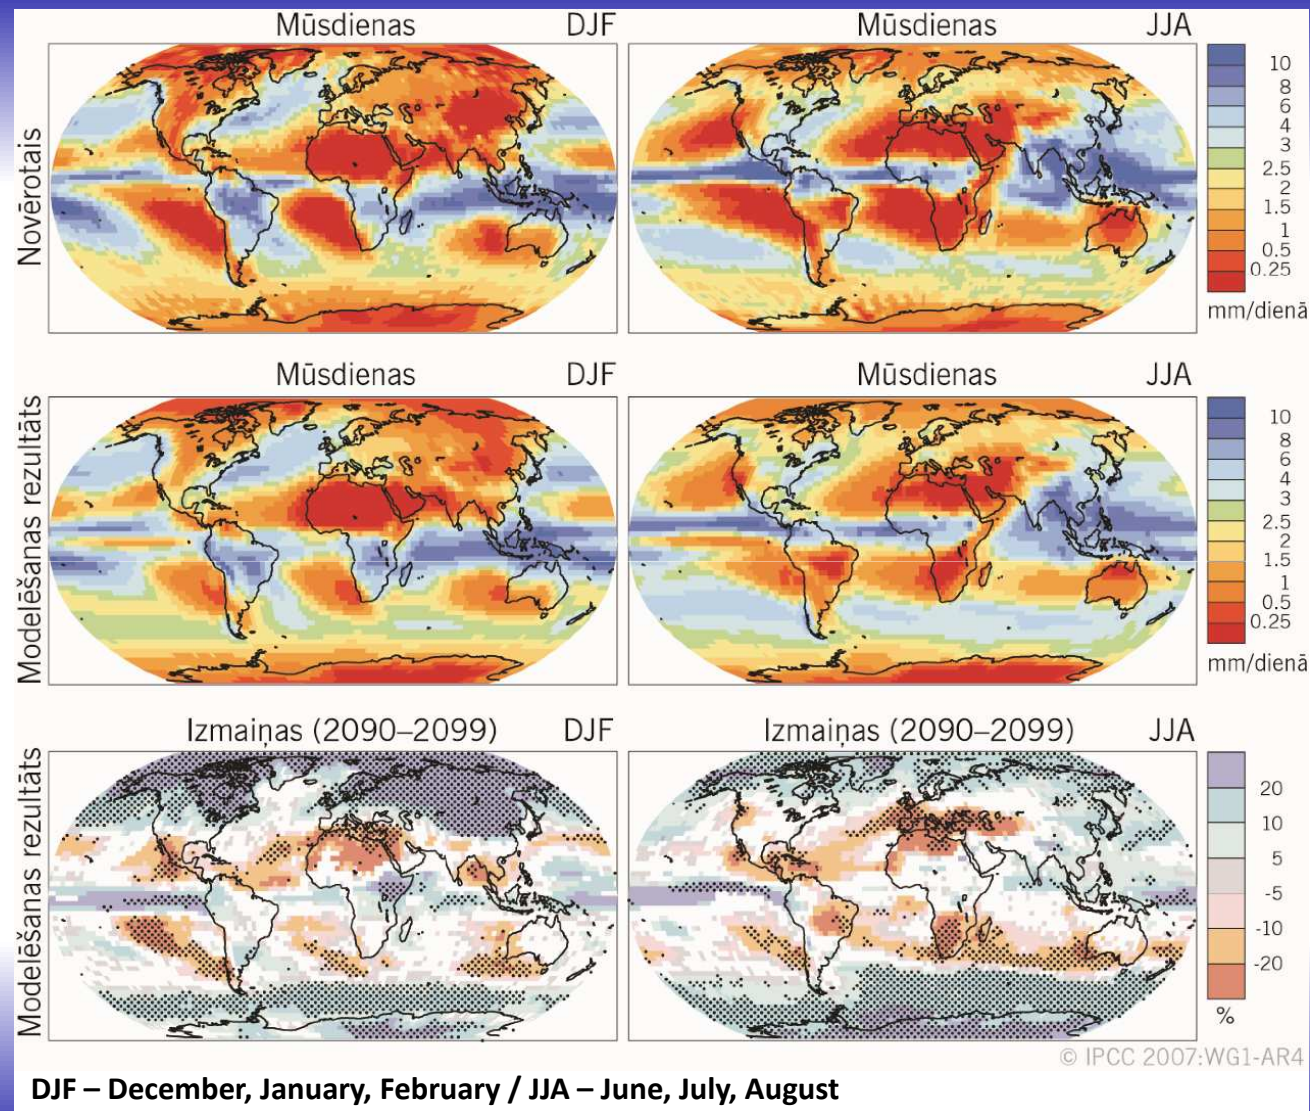 Mūsdienas DJF
Mūsdienas JJA
Novērotais
10
8
6
4
3
2.5
2
1.5
1
0.5
0.25
mm/dienā
Mūsdienas DJF
Mūsdienas JJA
Modelēšanas rezultāts
10
8
6
4
3
2.5
2
1.5
1
0.5
0.25
mm/dienā
Izmaiņas (2090–2099) DJF
Izmaiņas (2090–2099) JJA
Modelēšanas rezultāts
20
10
5
-5
-10
-20
%
© IPCC 2007:WG1-AR4
DJF – December, January, February / JJA – June, July, August